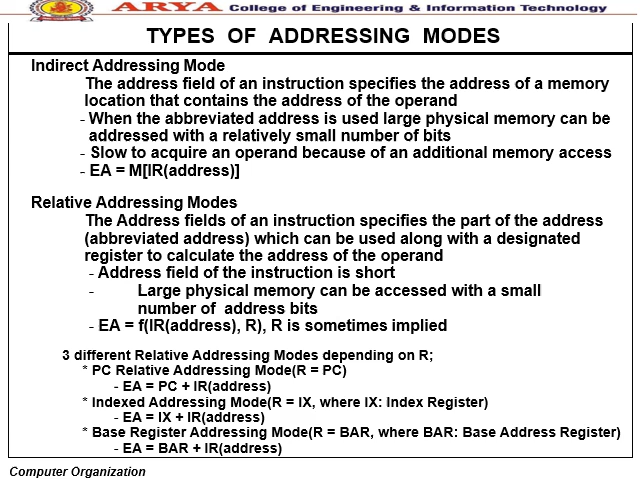 ARYA College of Engineering & Information Technology
TYPES OF ADDRESSING MODES
Indirect Addressing Mode
The address field of an instruction specifies the address of a memory
location that contains the address of the operand
- When the abbreviated address is used large physical memory can be
addressed with a relatively small number of bits
- Slow to acquire an operand because of an additional memory access
- EA = M[IR(address)]
Relative Addressing Modes
The Address fields of an instruction specifies the part of the address
(abbreviated address) which can be used along with a designated
register to calculate the address of the operand
- Address field of the instruction is short
- Large physical memory can be accessed with a small
number of address bits
- EA = f(IR(address), R), R is sometimes implied
3 different Relative Addressing Modes depending on R;
* PC Relative Addressing Mode(R = PC)
- EA = PC + IR(address)
* Indexed Addressing Mode(R = IX, where IX: Index Register)
- EA = IX + IR(address)
* Base Register Addressing Mode(R = BAR, where BAR: Base Address Register)
- EA = BAR + IR(address)
Computer Organization